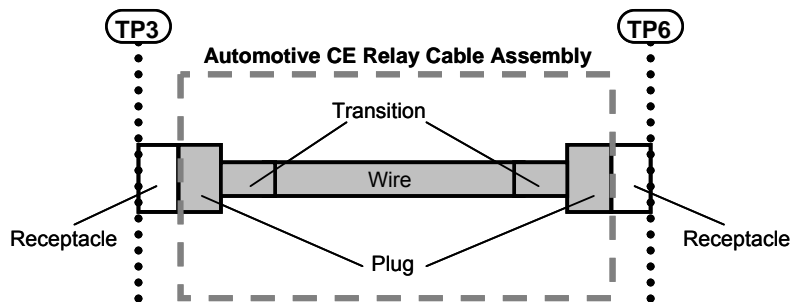 TP3
TP6
Automotive CE Relay Cable Assembly
Transition
Wire
Receptacle
Plug
Receptacle